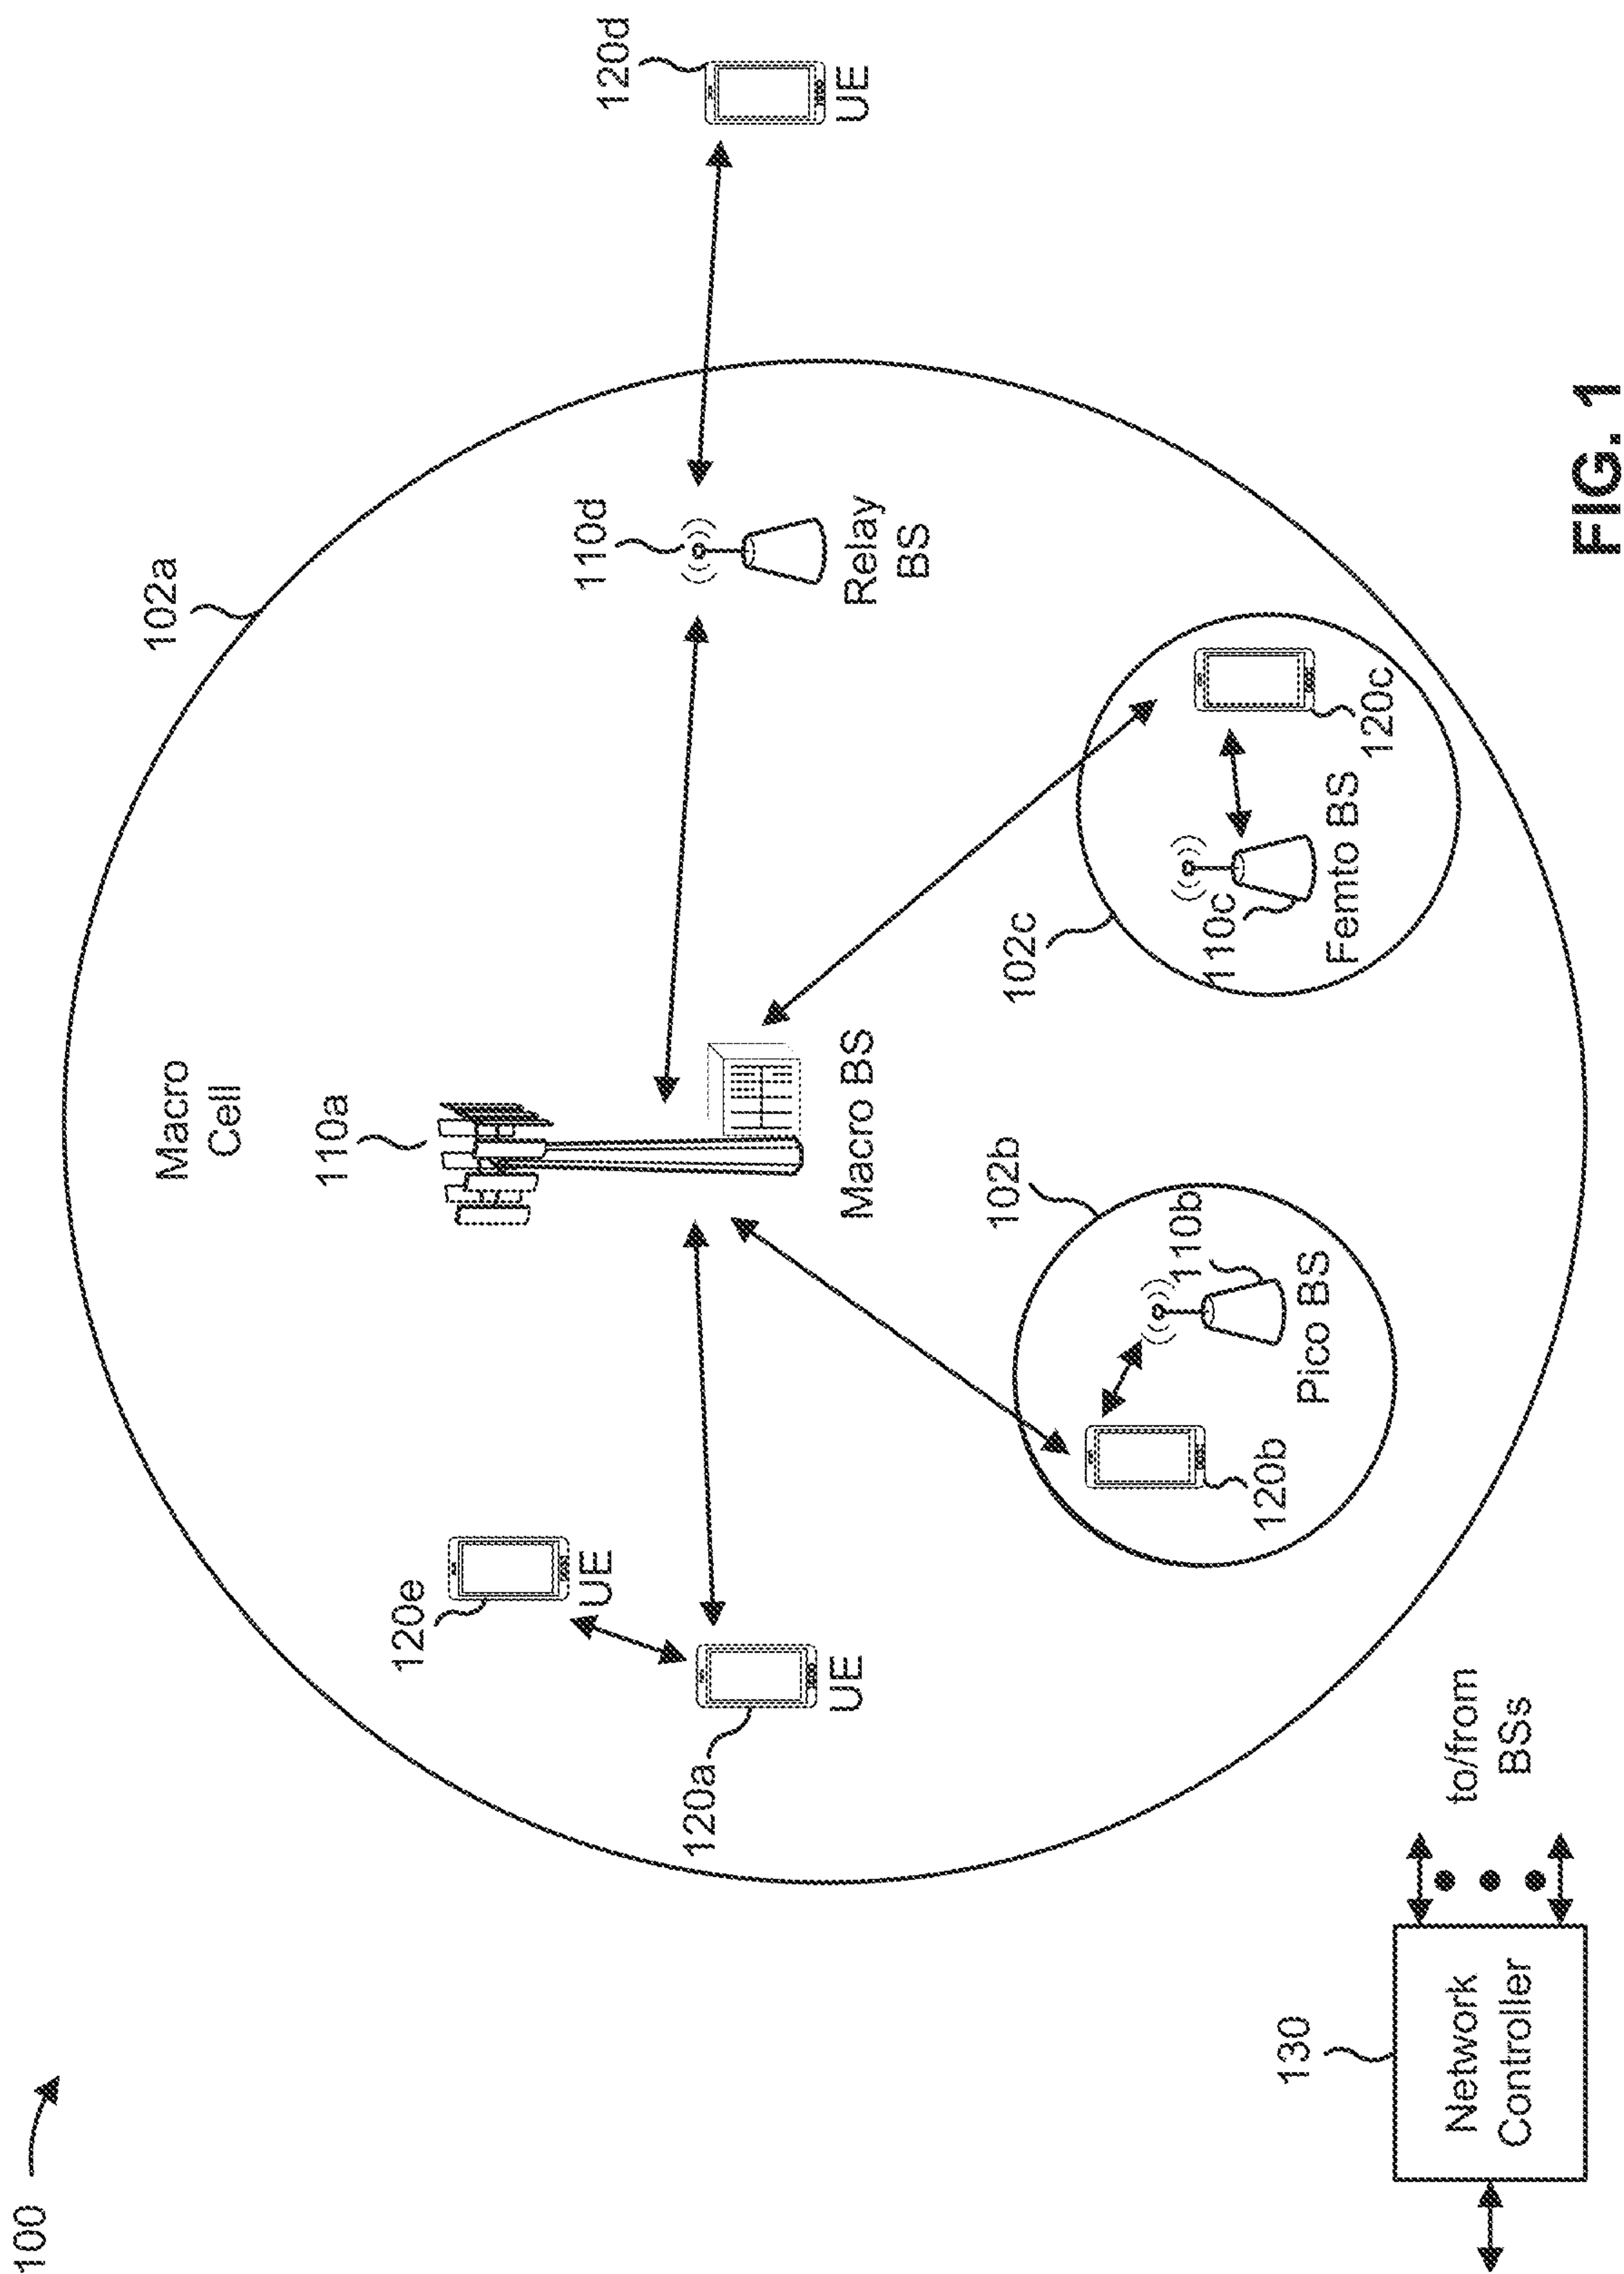 100
102a
Macro
Cell
110a
120e
UE
120a
UE
Macro BS
110d
Relay
BS
120d
UE
102b
110b
Pico BS
120b
102c
110c
Femto BS
120c
130
Network
Controller
to/from
BSs
FIG. 1